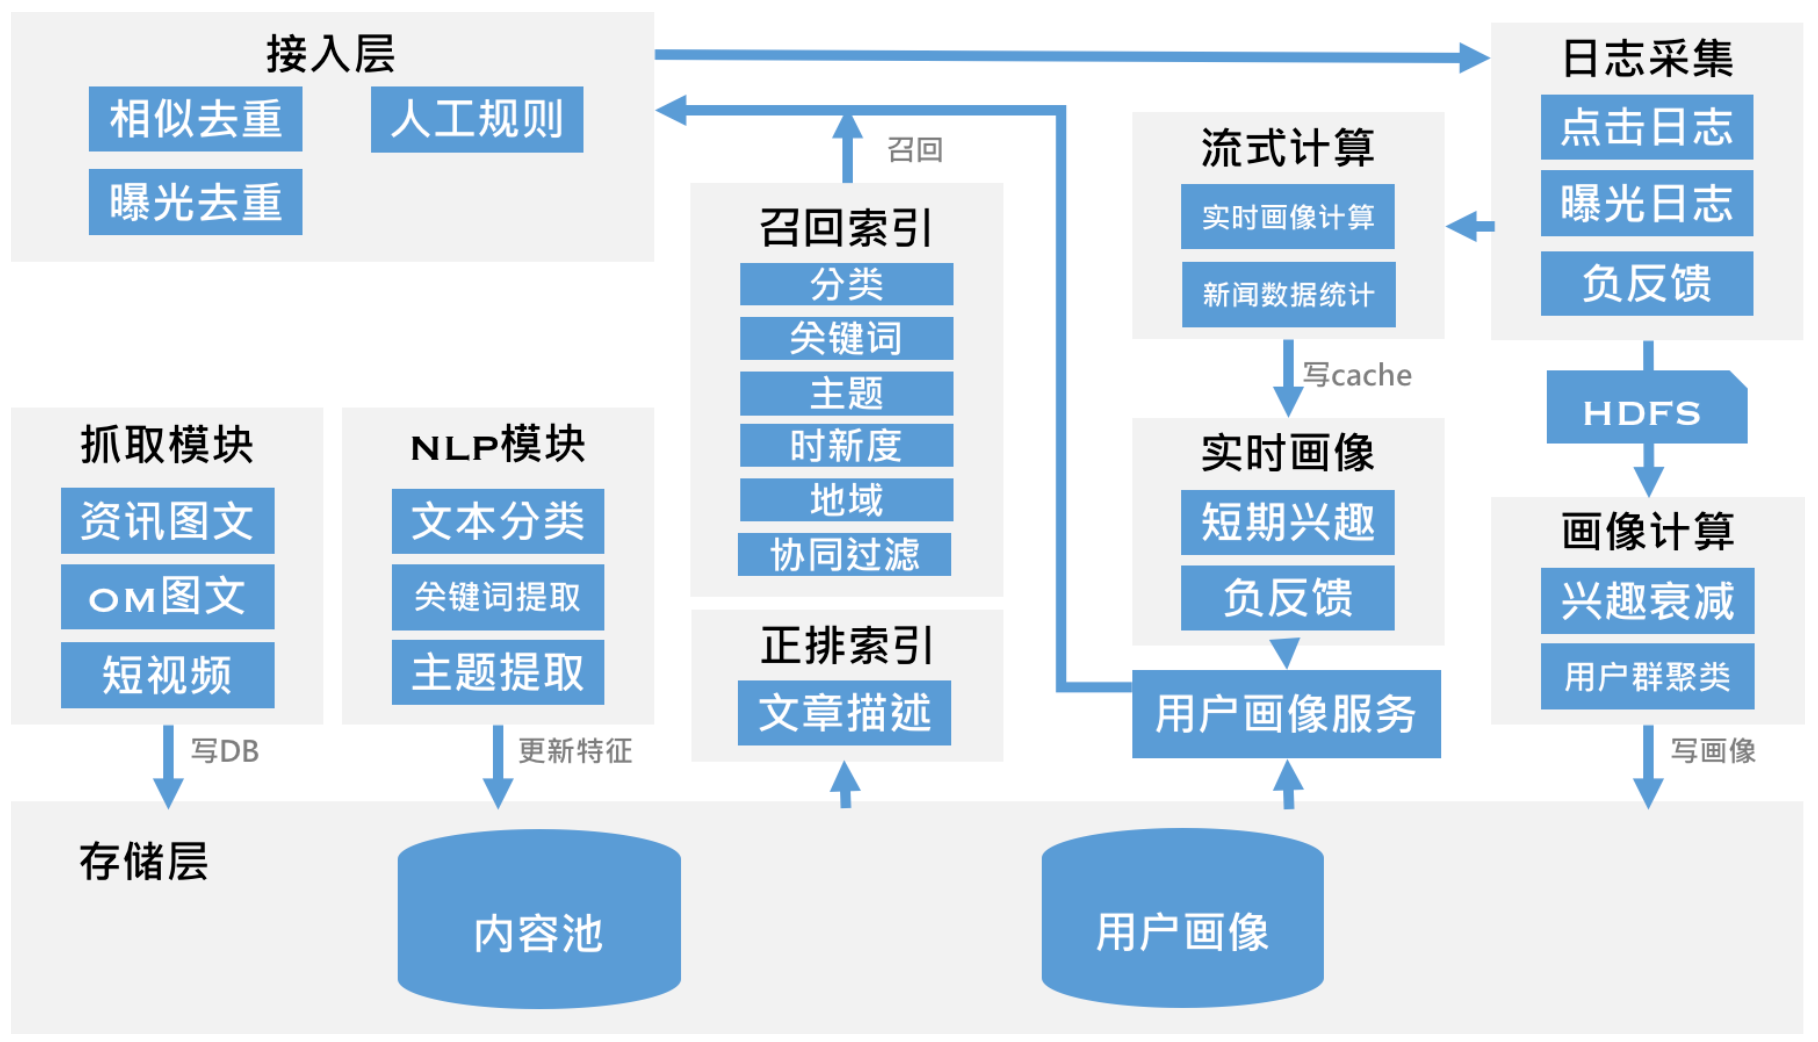 接入层
相似去重
人工规则
曝光去重
召回
召回索引
分类
关键词
主题
时新度
地域
协同过滤
正排索引
文章描述
流式计算
实时画像计算
新闻数据统计
写cache
实时画像
短期兴趣
负反馈
用户画像服务
日志采集
点击日志
曝光日志
负反馈
HDFS
画像计算
兴趣衰减
用户群聚类
写画像
抓取模块
资讯图文
OM图文
短视频
写DB
NLP模块
文本分类
关键词提取
主题提取
更新特征
存储层
内容池
用户画像